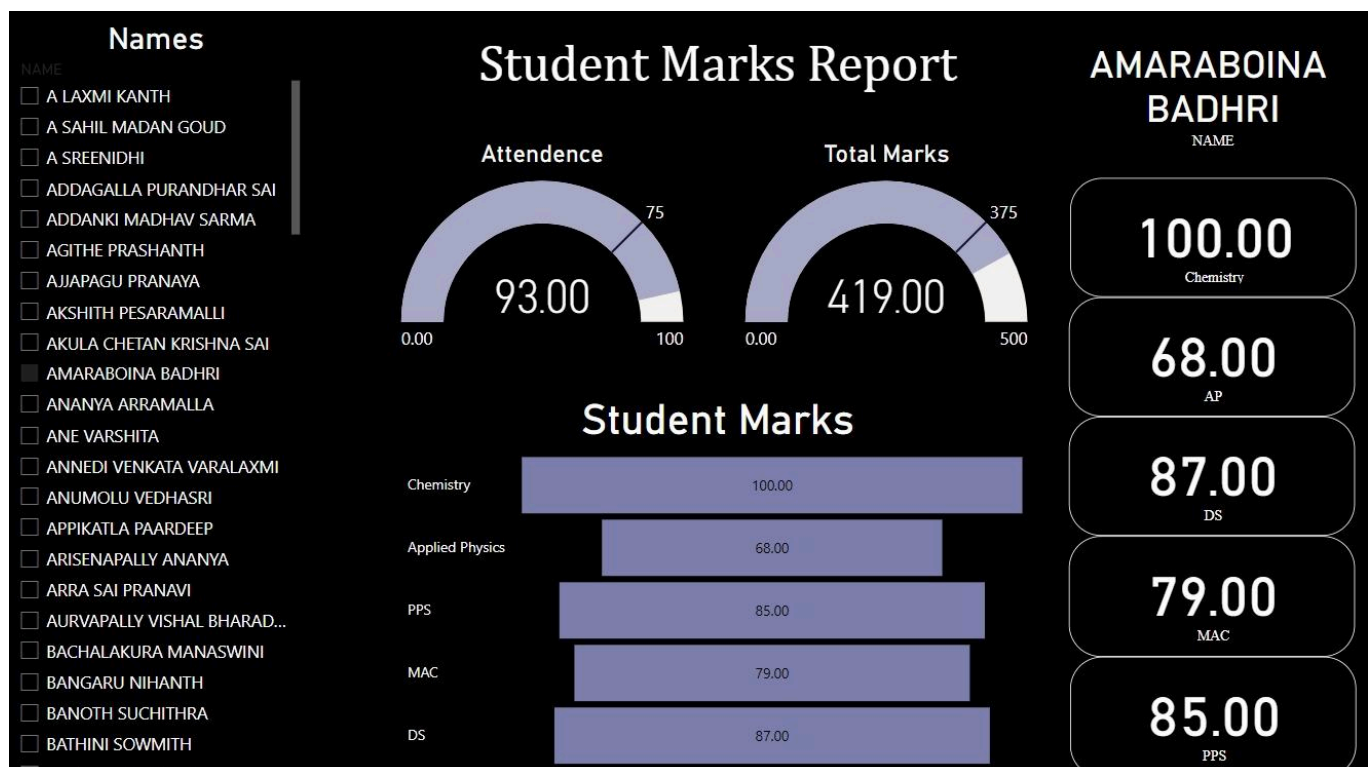 Names
NAME
A LAXMI KANTH
A SAHIL MADAN GOUD
A SREENIDHI
ADDAGALLA PURANDHAR SAI
ADDANKI MADHAV SARMA
AGITHE PRASHANTH
AJJAPAGU PRANAYA
AKSHITH PESARAMALLI
AKULA CHETAN KRISHNA SAI
AMARABOINA BADHRI
ANANYA ARRAMALLA
ANE VARSHITA
ANNEDI VENKATA VARALAXMI
ANUMOLU VEDHASRI
APPIKATLA PAARDEEP
ARISENAPALLY ANANYA
ARRA SAI PRANAVI
AURVAPALLY VISHAL BHARAD...
BACHALAKURA MANASWINI
BANGARU NIHANTH
BANOTH SUCHITHRA
BATHINI SOWMITH
Student Marks Report
Attendence
75
93.00
0.00 100
Total Marks
375
419.00
0.00 500
Student Marks
Chemistry 100.00
Applied Physics 68.00
PPS 85.00
MAC 79.00
DS 87.00
AMARABOINA
BADHRI
NAME
100.00
Chemistry
68.00
AP
87.00
DS
79.00
MAC
85.00
PPS